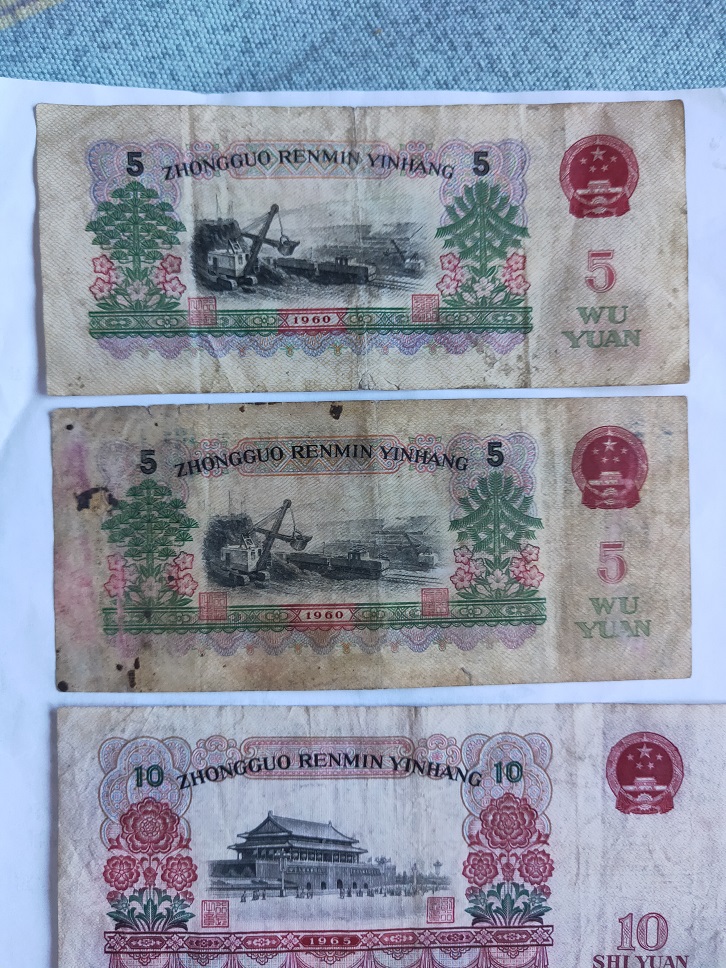 5 ZHONGGUO RENMIN YINHANG 5
5
WU
YUAN
1960
5 ZHONGGUO RENMIN YINHANG 5
5
WU
YUAN
1960
10 ZHONGGUO RENMIN YINHANG 10
10
SHI YUAN
1965